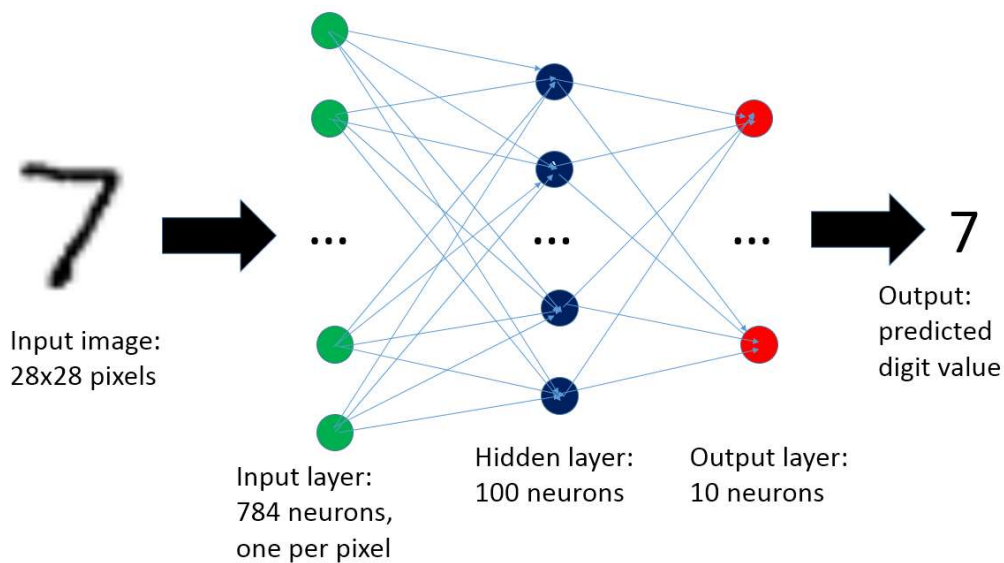 7
...
...
...
7
Input image:
28x28 pixels
Input layer:
784 neurons,
one per pixel
Hidden layer:
100 neurons
Output layer:
10 neurons
Output:
predicted
digit value